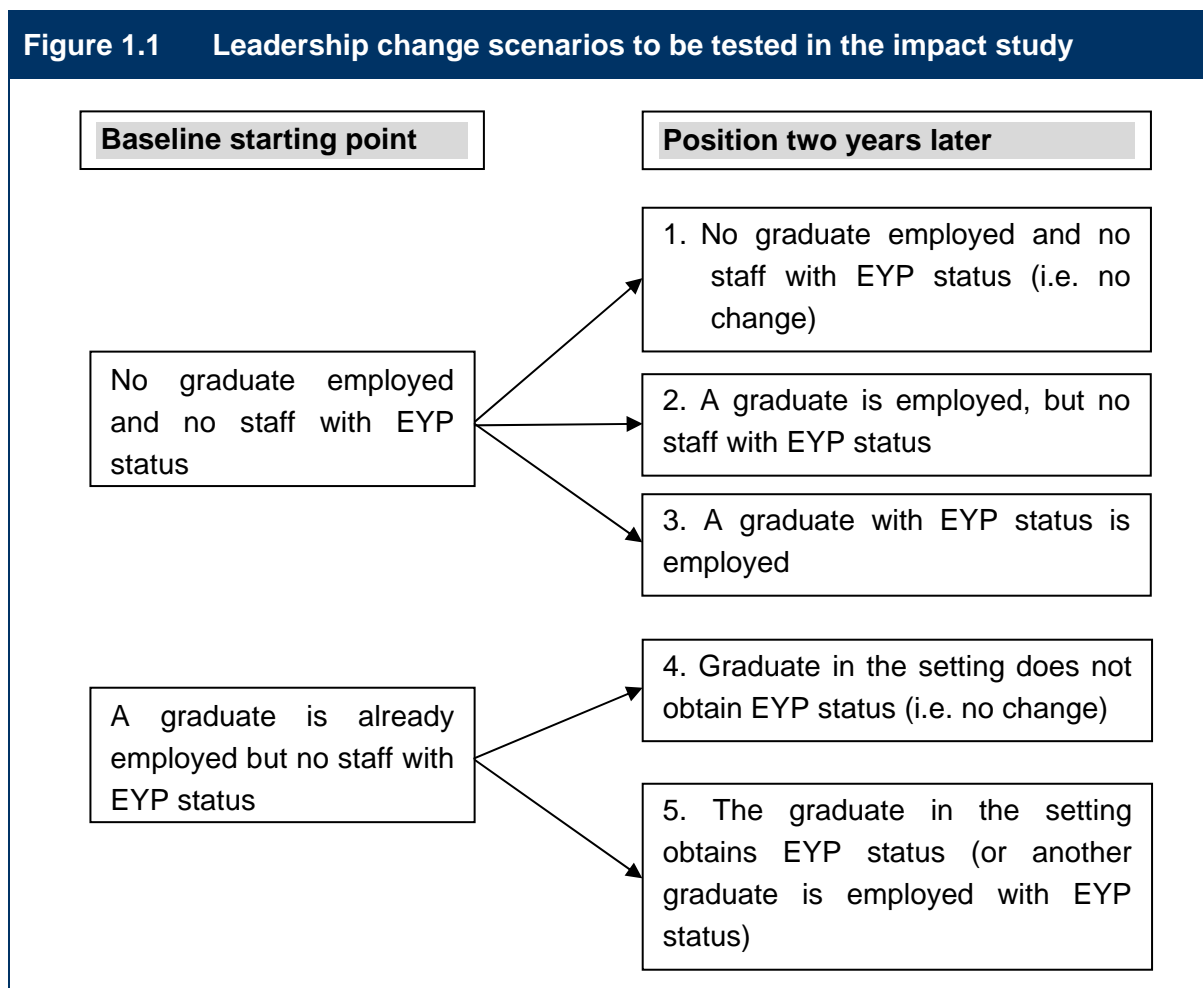 Figure 1.1 Leadership change scenarios to be tested in the impact study
Baseline starting point
Position two years later
1. No graduate employed and no
staff with EYP status (i.e. no
change)
No graduate employed
and no staff with EYP
status
2. A graduate is employed, but no
staff with EYP status
3. A graduate with EYP status is
employed
4. Graduate in the setting does not
obtain EYP status (i.e. no change)
A graduate is already
employed but no staff with
EYP status
5. The graduate in the setting
obtains EYP status (or another
graduate is employed with EYP
status)